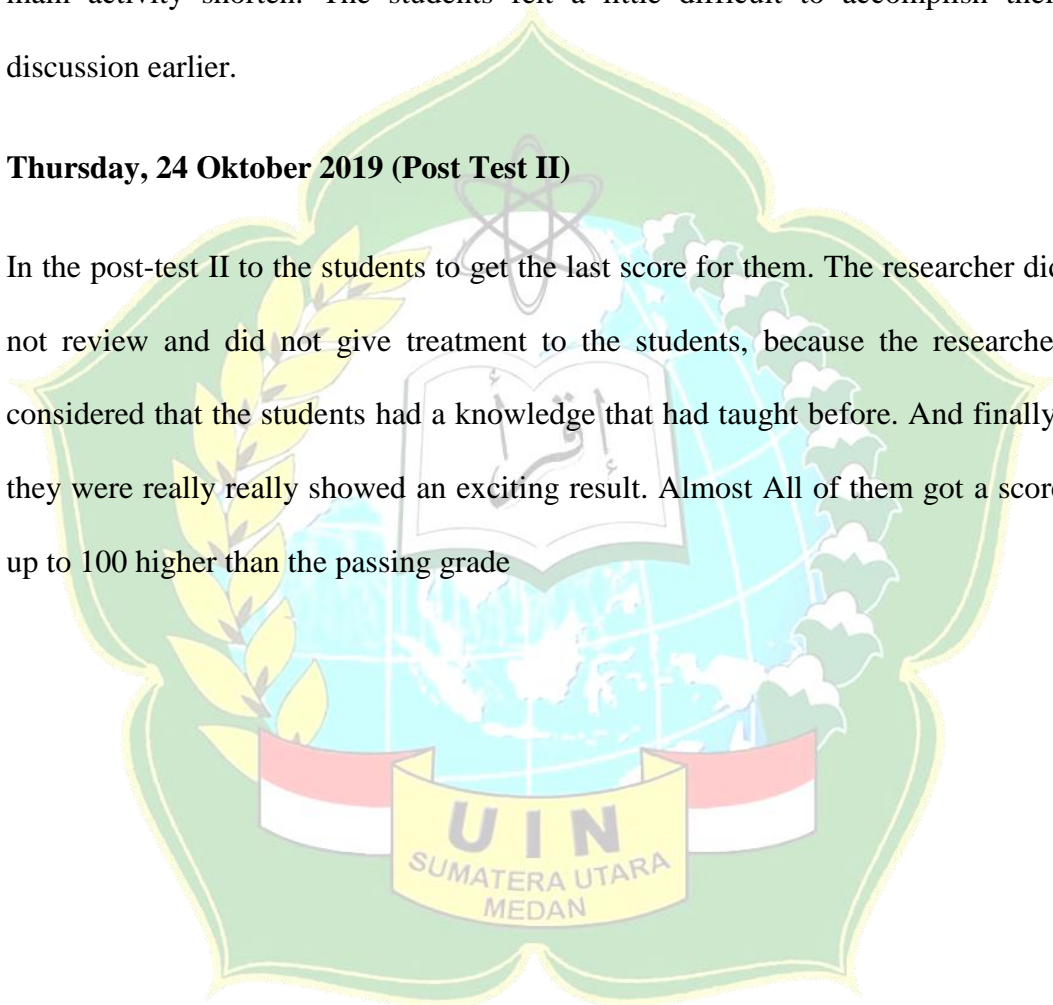 main activity shorten. The students felt a little difficult to accomplish their
discussion earlier.
Thursday, 24 Oktober 2019 (Post Test II)
In the post-test II to the students to get the last score for them. The researcher did
not review and did not give treatment to the students, because the researcher
considered that the students had a knowledge that had taught before. And finally
they were really really showed an exciting result. Almost All of them got a score
up to 100 higher than the passing grade
إقرأ
UIN
SUMATERA UTARA
MEDAN